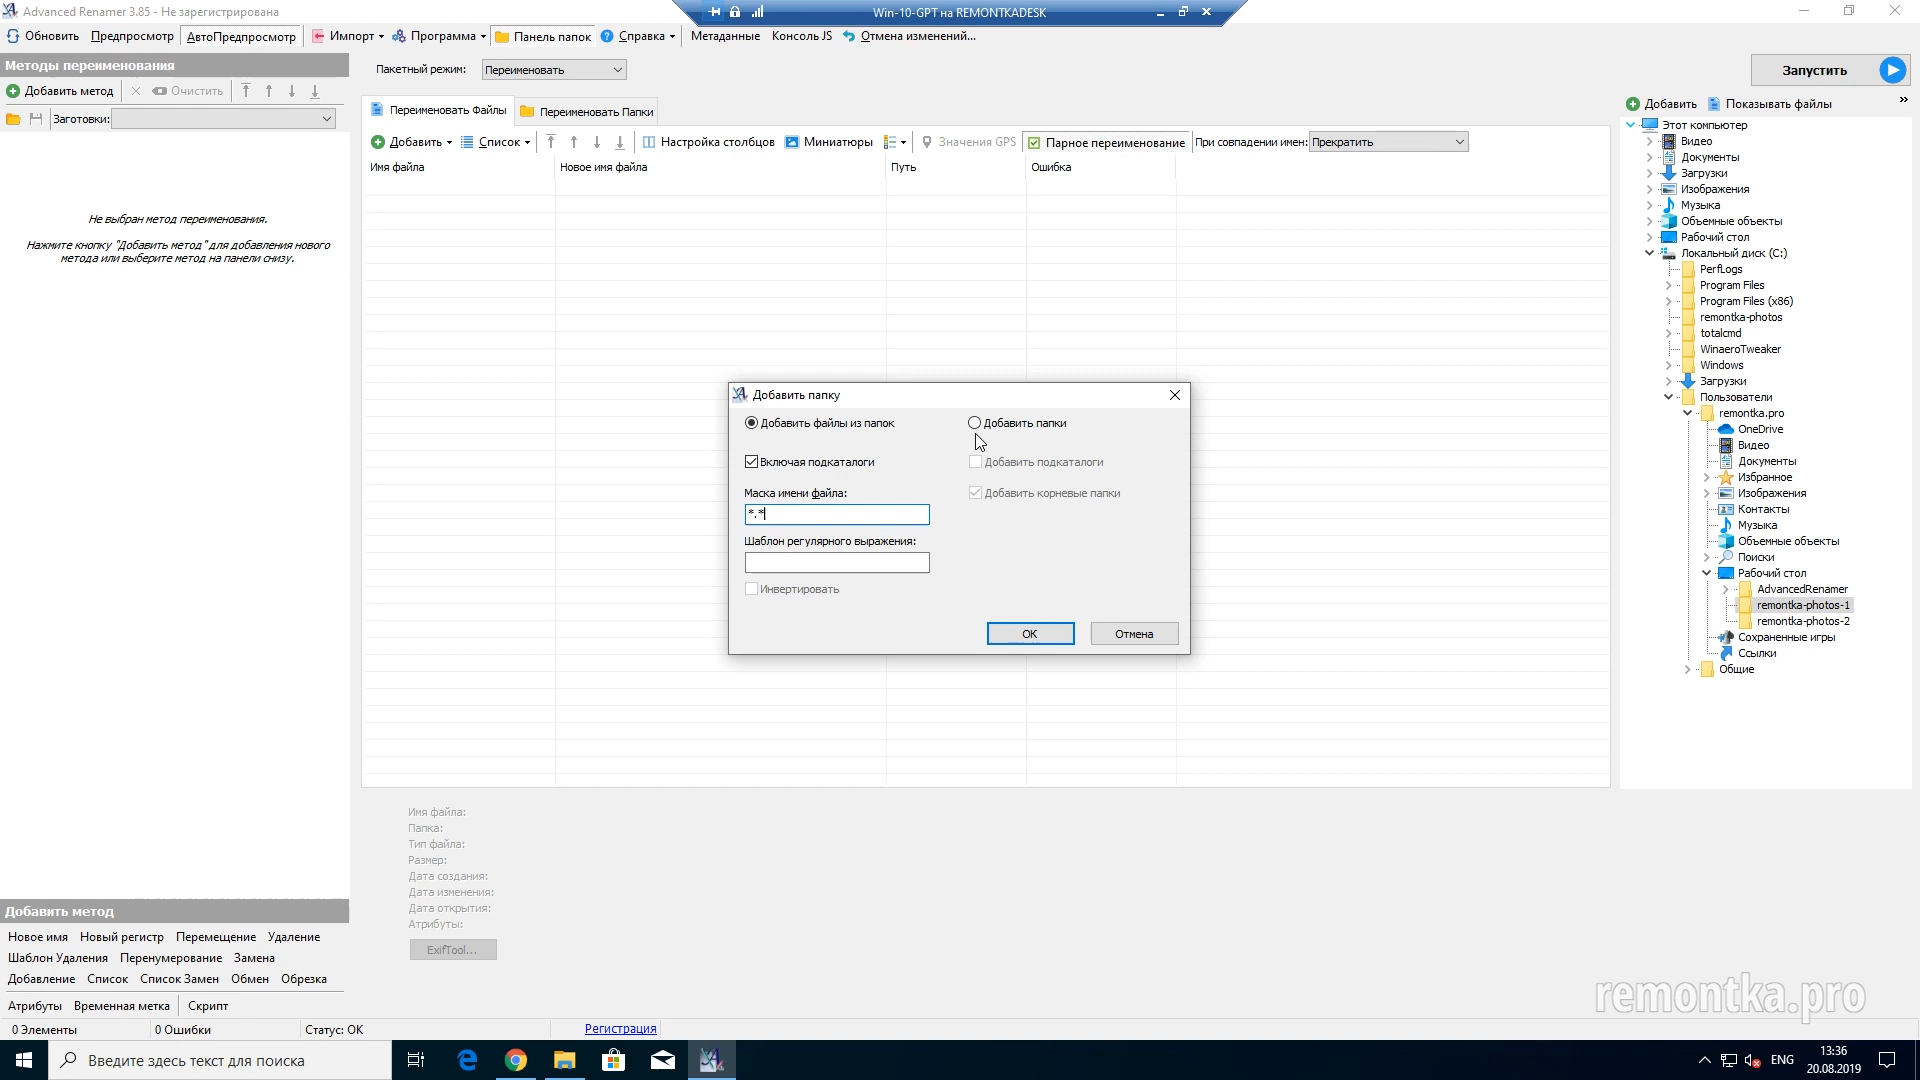 Advanced Renamer 3.85 - Не зарегистрирована
Win-10-GPT на REMONTKADESK
Обновить Предпросмотр АвтоПредпросмотр Импорт Программа Панель папок Справка Метаданные Консоль JS Отмена изменений...
Методы переименования
Добавить метод Очистить
Заготовки:
Не выбран метод переименования.
Нажмите кнопку "Добавить метод" для добавления нового
метода или выберите метод на панели снизу.
Пакетный режим: Переименовать
Запустить
Переименовать Файлы Переименовать Папки
Добавить Список Настройка столбцов Миниатюры Значения GPS Парное переименование При совпадении имен: Прекратить
Имя файла Новое имя файла Путь Ошибка
Добавить папку
Добавить файлы из папок Добавить папки
Включая подкаталоги Добавить подкаталоги
Маска имени файла: Добавить корневые папки
*.*
Шаблон регулярного выражения:
Инвертировать
OK Отмена
Добавить Показывать файлы »
Этот компьютер
Видео
Документы
Загрузки
Изображения
Музыка
Объемные объекты
Рабочий стол
Локальный диск (C:)
PerfLogs
Program Files
Program Files (x86)
remontka-photos
totalcmd
WinaeroTweaker
Windows
Загрузки
Пользователи
remontka.pro
OneDrive
Видео
Документы
Избранное
Изображения
Контакты
Музыка
Объемные объекты
Поиски
Рабочий стол
AdvancedRenamer
remontka-photos-1
remontka-photos-2
Сохраненные игры
Ссылки
Общие
Имя файла:
Папка:
Тип файла:
Размер:
Дата создания:
Дата изменения:
Дата открытия:
Атрибуты:
ExifTool...
Добавить метод
Новое имя Новый регистр Перемещение Удаление
Шаблон Удаления Перенумерование Замена
Добавление Список Список Замен Обмен Обрезка
Атрибуты Временная метка Скрипт
0 Элементы 0 Ошибки Статус: OK Регистрация
remontka.pro
Введите здесь текст для поиска
ENG
13:36
20.08.2019